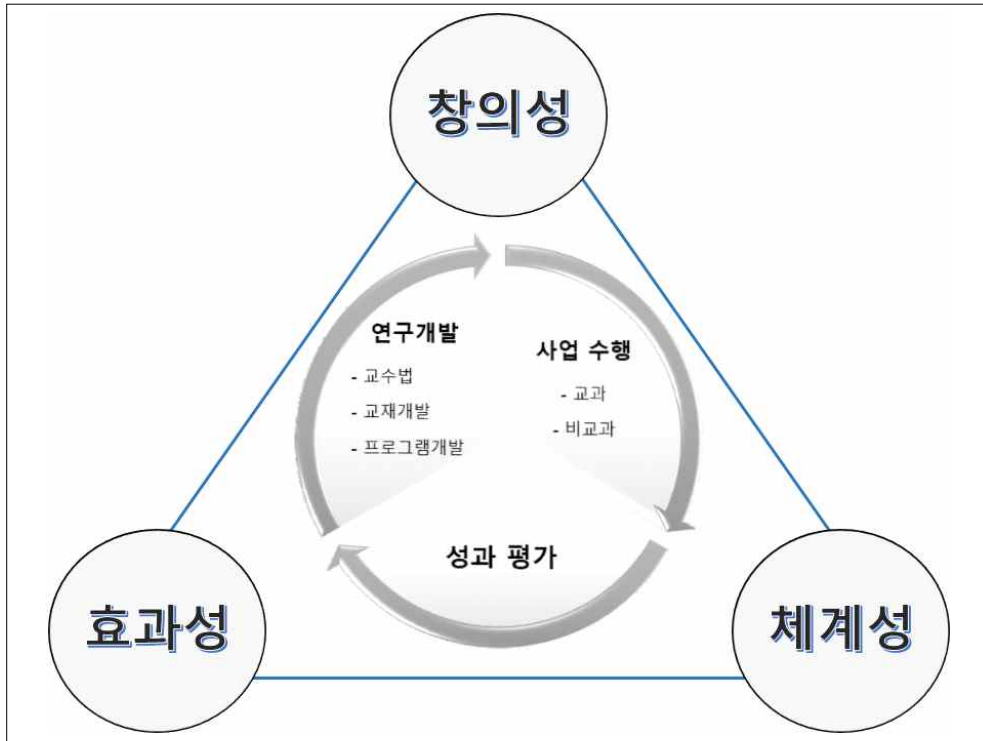 창의성
연구개발
- 교수법
- 교재개발
- 프로그램개발
사업 수행
- 교과
- 비교과
성과 평가
효과성
체계성